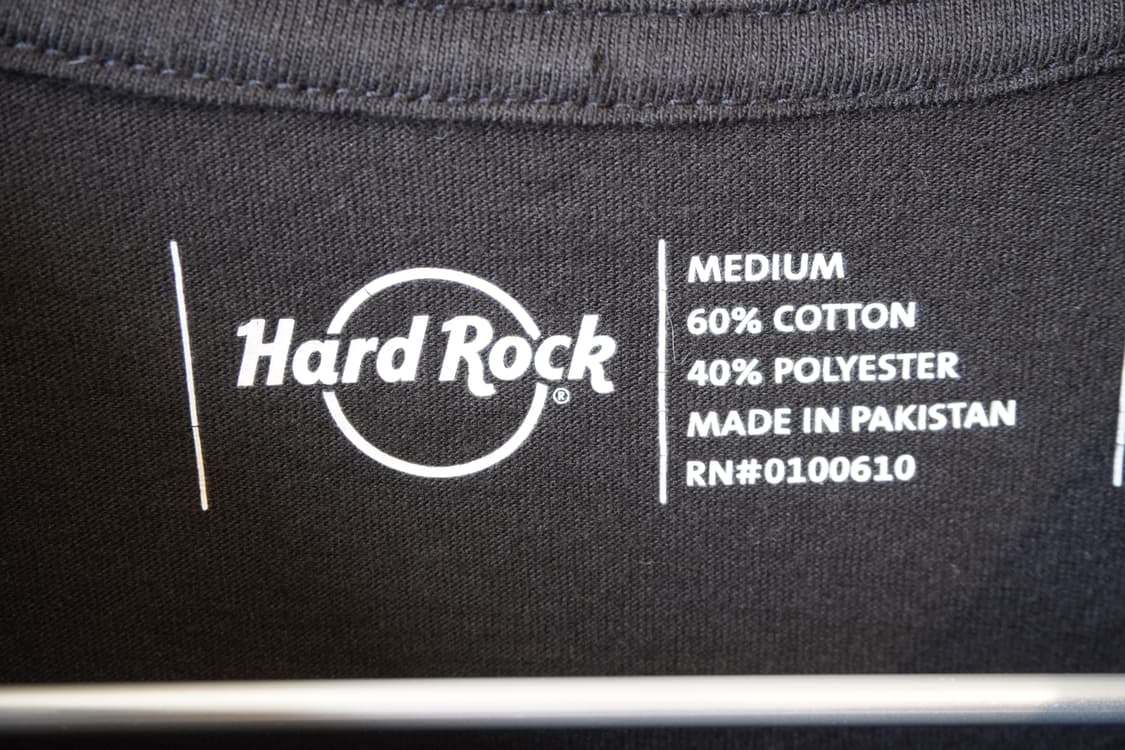 Hard Rock®
MEDIUM
60% COTTON
40% POLYESTER
MADE IN PAKISTAN
RN#0100610